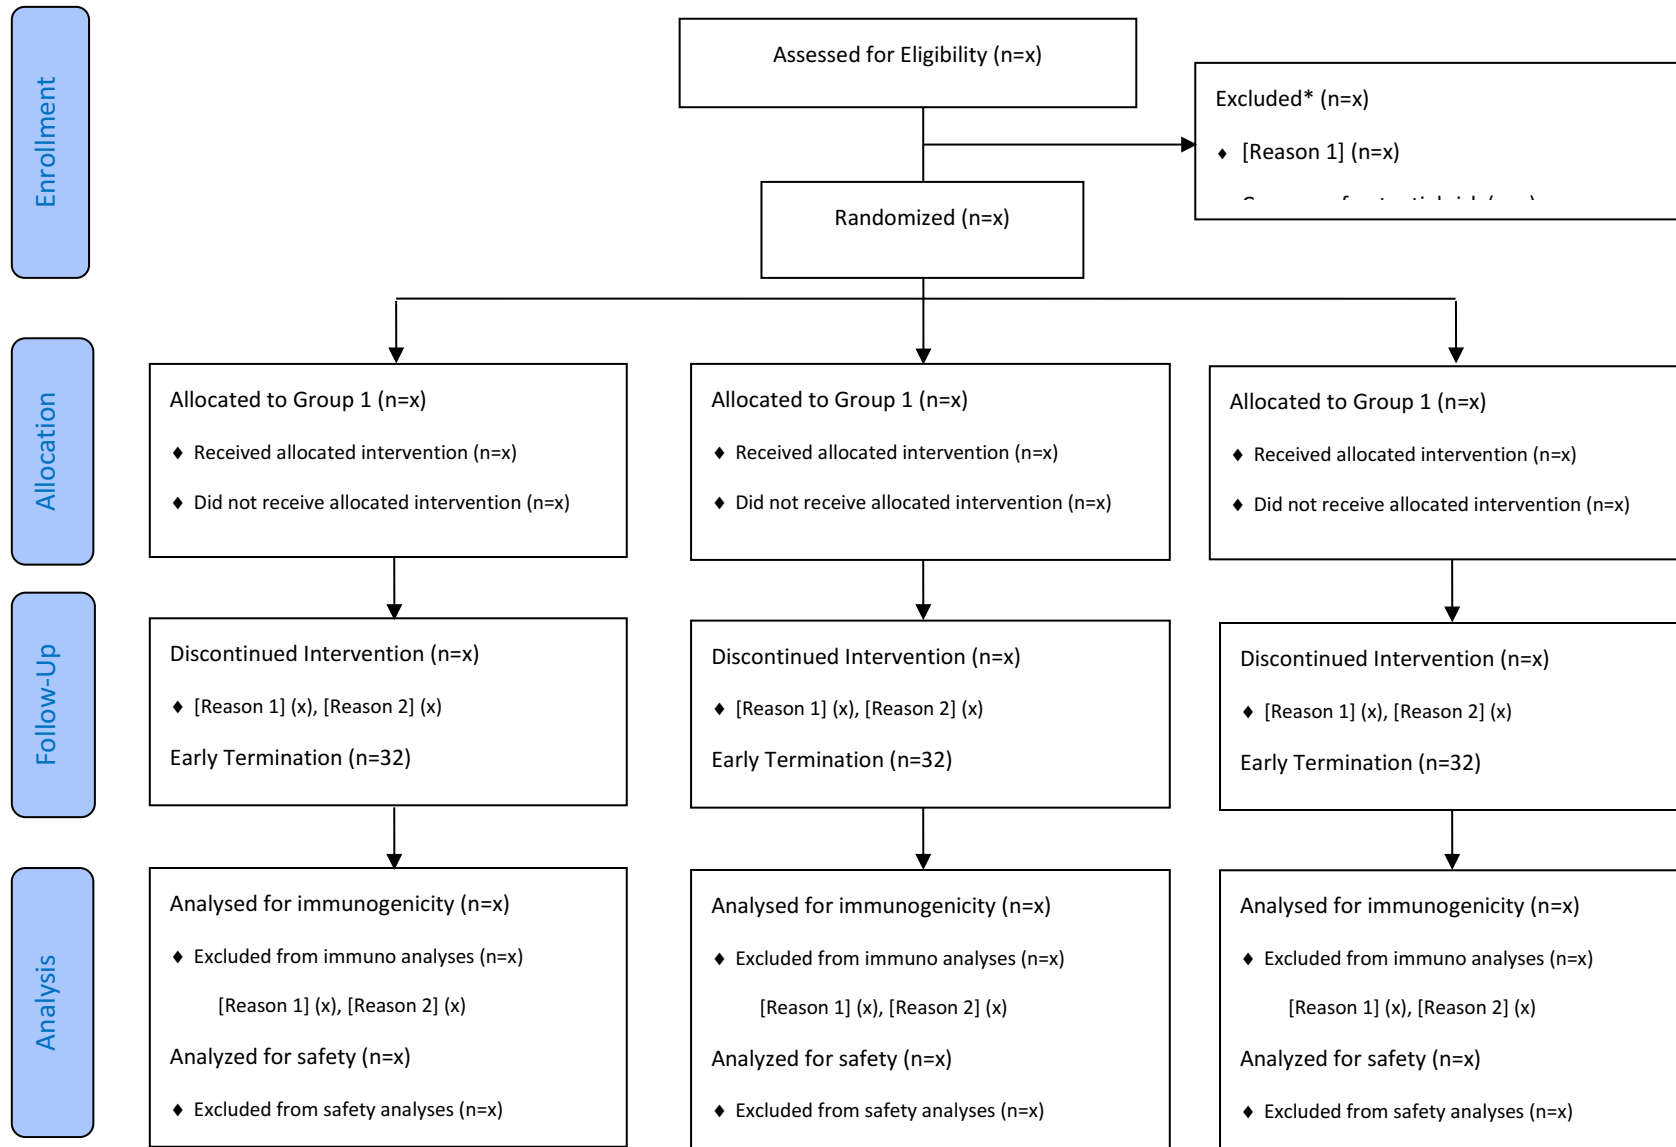 Enrollment
Assessed for Eligibility (n=x)
Excluded* (n=x)
♦ [Reason 1] (n=x)
Randomized (n=x)
Allocation
Allocated to Group 1 (n=x)
♦ Received allocated intervention (n=x)
♦ Did not receive allocated intervention (n=x)
Allocated to Group 1 (n=x)
♦ Received allocated intervention (n=x)
♦ Did not receive allocated intervention (n=x)
Allocated to Group 1 (n=x)
♦ Received allocated intervention (n=x)
♦ Did not receive allocated intervention (n=x)
Follow-Up
Discontinued Intervention (n=x)
♦ [Reason 1] (x), [Reason 2] (x)
Early Termination (n=32)
Discontinued Intervention (n=x)
♦ [Reason 1] (x), [Reason 2] (x)
Early Termination (n=32)
Discontinued Intervention (n=x)
♦ [Reason 1] (x), [Reason 2] (x)
Early Termination (n=32)
Analysis
Analysed for immunogenicity (n=x)
♦ Excluded from immuno analyses (n=x)
[Reason 1] (x), [Reason 2] (x)
Analyzed for safety (n=x)
♦ Excluded from safety analyses (n=x)
Analysed for immunogenicity (n=x)
♦ Excluded from immuno analyses (n=x)
[Reason 1] (x), [Reason 2] (x)
Analyzed for safety (n=x)
♦ Excluded from safety analyses (n=x)
Analysed for immunogenicity (n=x)
♦ Excluded from immuno analyses (n=x)
[Reason 1] (x), [Reason 2] (x)
Analyzed for safety (n=x)
♦ Excluded from safety analyses (n=x)